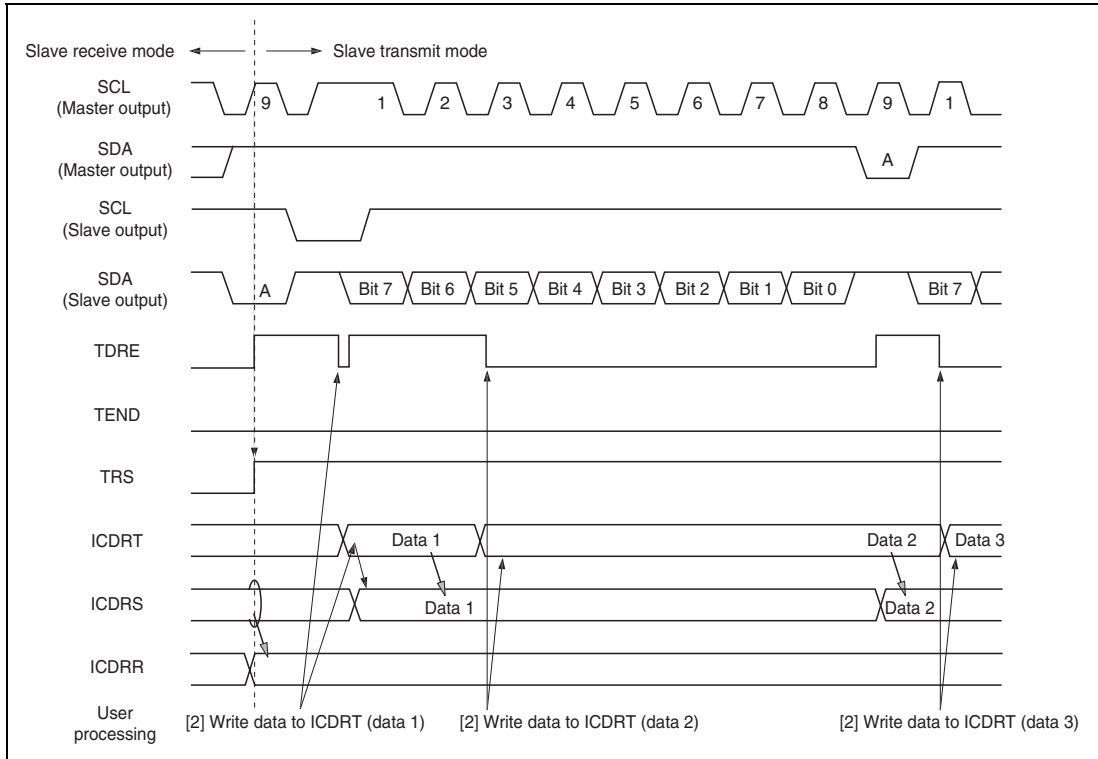 Slave receive mode
Slave transmit mode
SCL
(Master output)
9 1 2 3 4 5 6 7 8 9 1
SDA
(Master output)
A
SCL
(Slave output)
SDA
(Slave output)
A Bit 7 Bit 6 Bit 5 Bit 4 Bit 3 Bit 2 Bit 1 Bit 0 Bit 7
TDRE
TEND
TRS
ICDRT
Data 1 Data 2 Data 3
ICDRS
Data 1 Data 2
ICDRR
User
processing
[2] Write data to ICDRT (data 1) [2] Write data to ICDRT (data 2) [2] Write data to ICDRT (data 3)